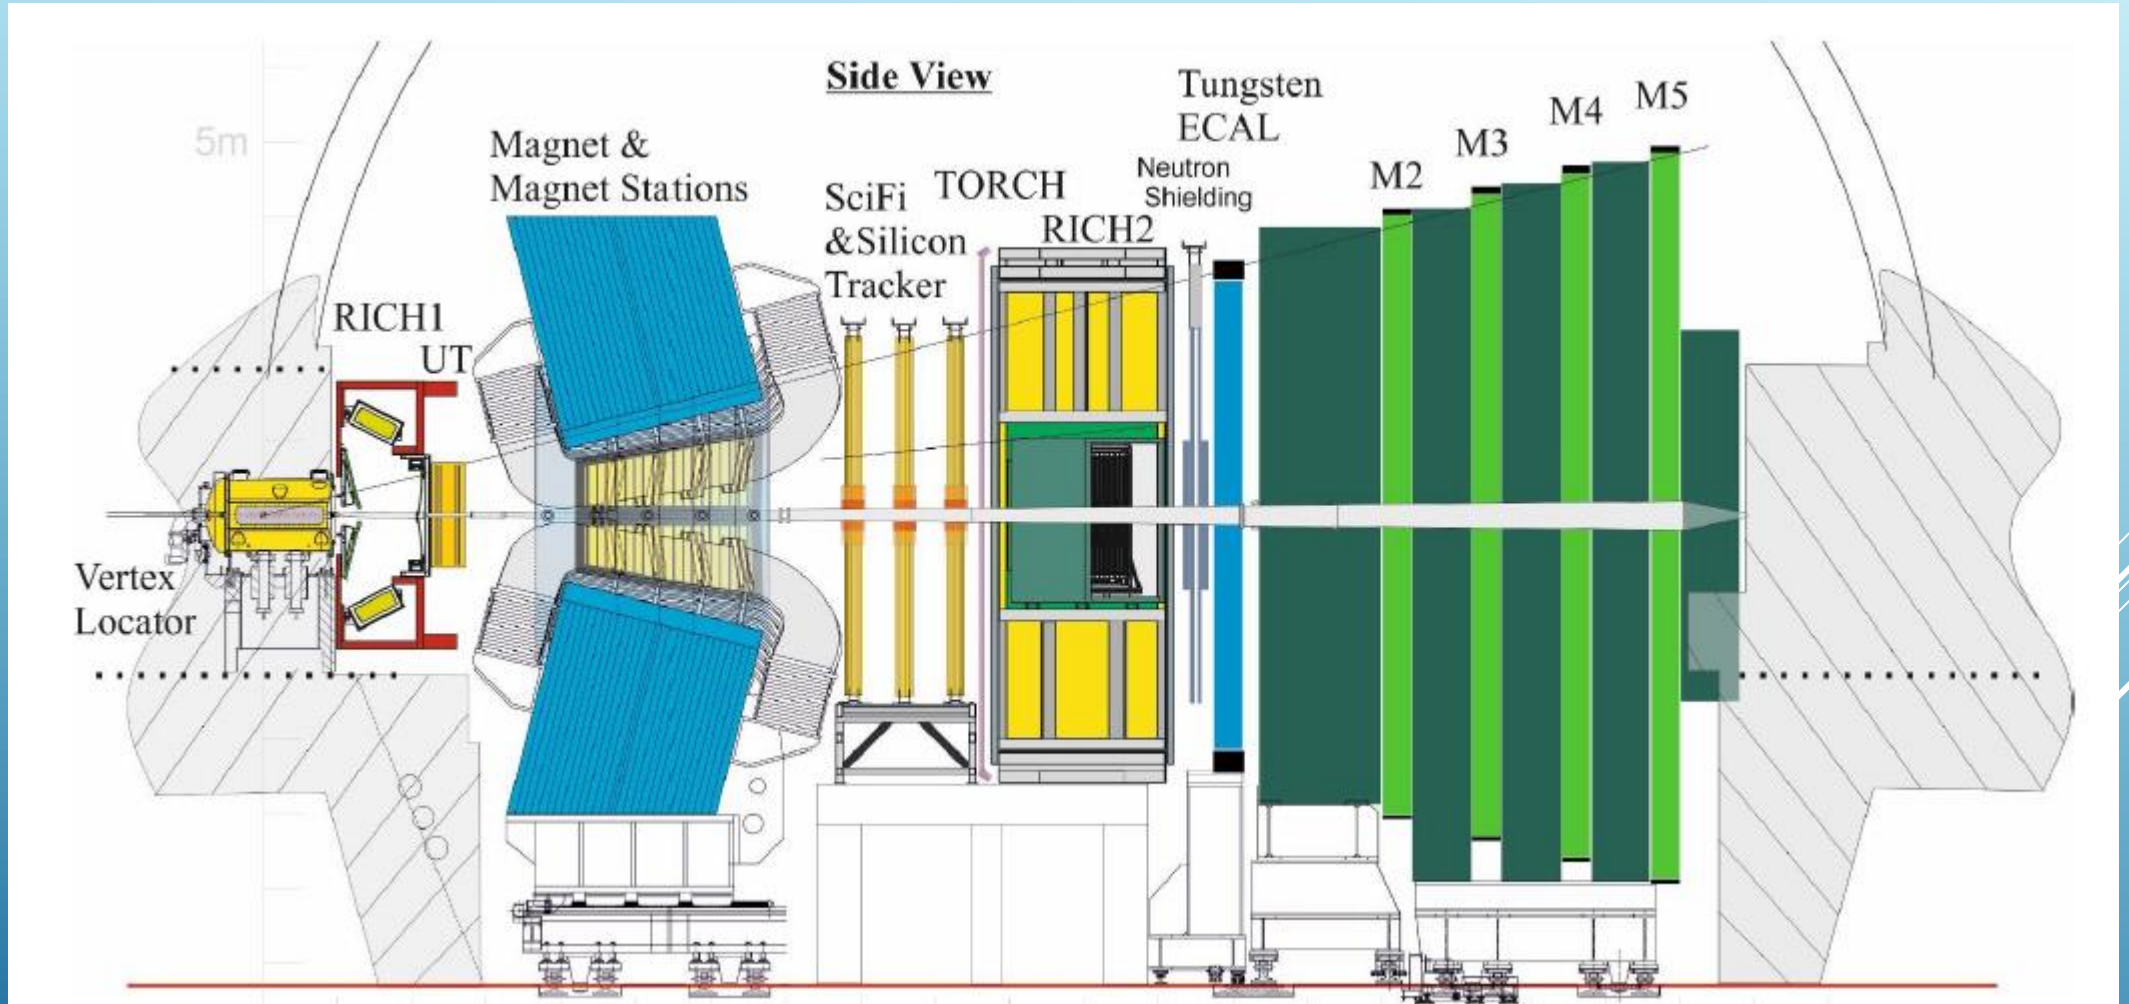 Side View
5m
Magnet &
Magnet Stations
SciFi
&Silicon
Tracker
TORCH
RICH2
Tungsten
ECAL
Neutron
Shielding
M2
M3
M4
M5
RICH1
UT
Vertex
Locator